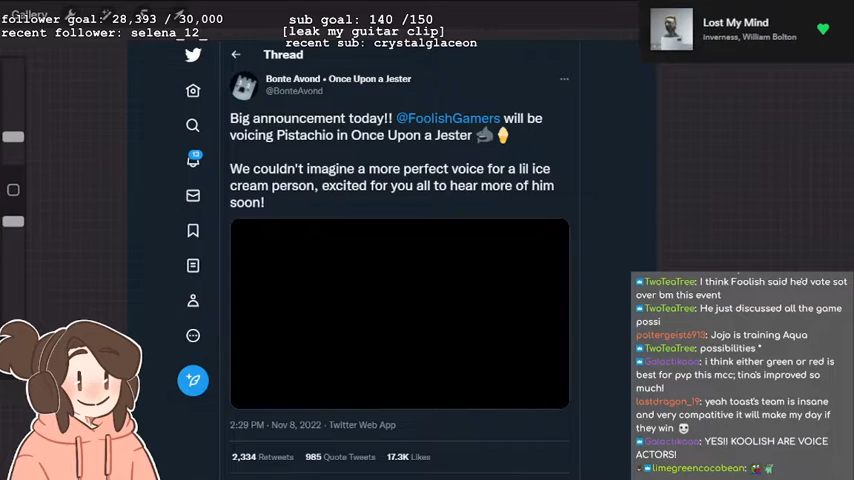 Gallery
follower goal: 28,393 / 30,000
recent follower: selena_12_
sub goal: 140 /150
[leak my guitar clip]
recent sub: crystalglaceon
Lost My Mind
Inverness, William Bolton
Thread
Bonte Avond • Once Upon a Jester
@BonteAvond
Big announcement today!! @FoolishGamers will be
voicing Pistachio in Once Upon a Jester 🦈🍦
We couldn't imagine a more perfect voice for a lil ice
cream person, excited for you all to hear more of him
soon!
13
2:29 PM · Nov 8, 2022 · Twitter Web App
2,334 Retweets 985 Quote Tweets 17.3K Likes
TwoTeaTree: I think Foolish said he'd vote sot
over bm this event
TwoTeaTree: He just discussed all the game
possi
poltergeist6913: Jojo is training Aqua
TwoTeaTree: possibilities *
Galactikaaa: i think either green or red is
best for pvp this mcc; tina's improved so
much!
lastdragon_19: yeah toast's team is insane
and very compatitive it will make my day if
they win
Galactikaaa: YES!! KOOLISH ARE VOICE
ACTORS!
limegreencocobean: